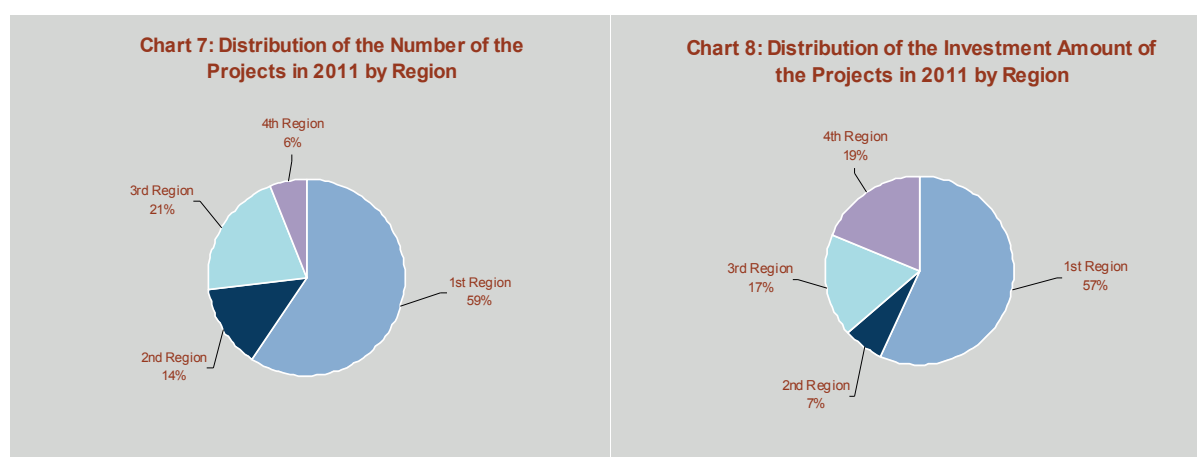 Chart 7: Distribution of the Number of the
Projects in 2011 by Region
4th Region
6%
3rd Region
21%
1st Region
59%
2nd Region
14%
Chart 8: Distribution of the Investment Amount of
the Projects in 2011 by Region
4th Region
19%
3rd Region
17%
1st Region
57%
2nd Region
7%